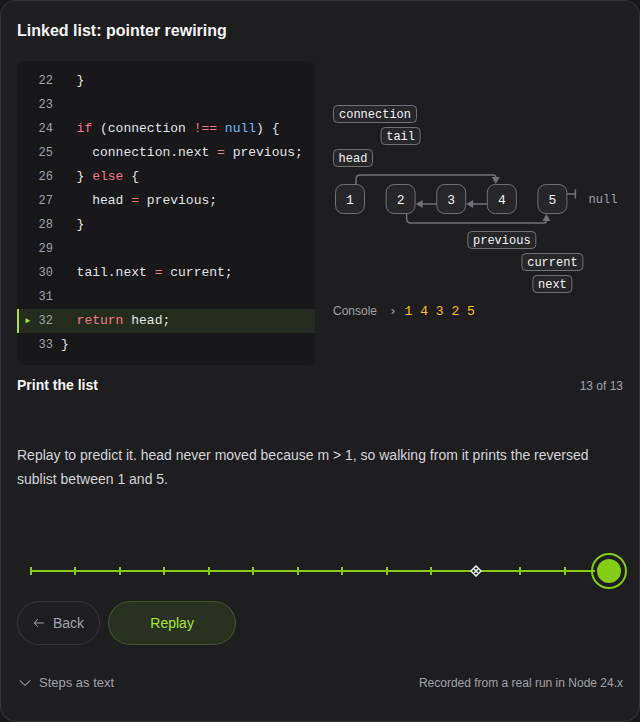 Linked list: pointer rewiring
22 }
23
24 if (connection !== null) {
25 connection.next = previous;
26 } else {
27 head = previous;
28 }
29
30 tail.next = current;
31
▸ 32 return head;
33 }
connection
tail
head
1 2 3 4 5 null
previous
current
next
Console › 1 4 3 2 5
Print the list 13 of 13
Replay to predict it. head never moved because m > 1, so walking from it prints the reversed
sublist between 1 and 5.
← Back Replay
Steps as text Recorded from a real run in Node 24.x